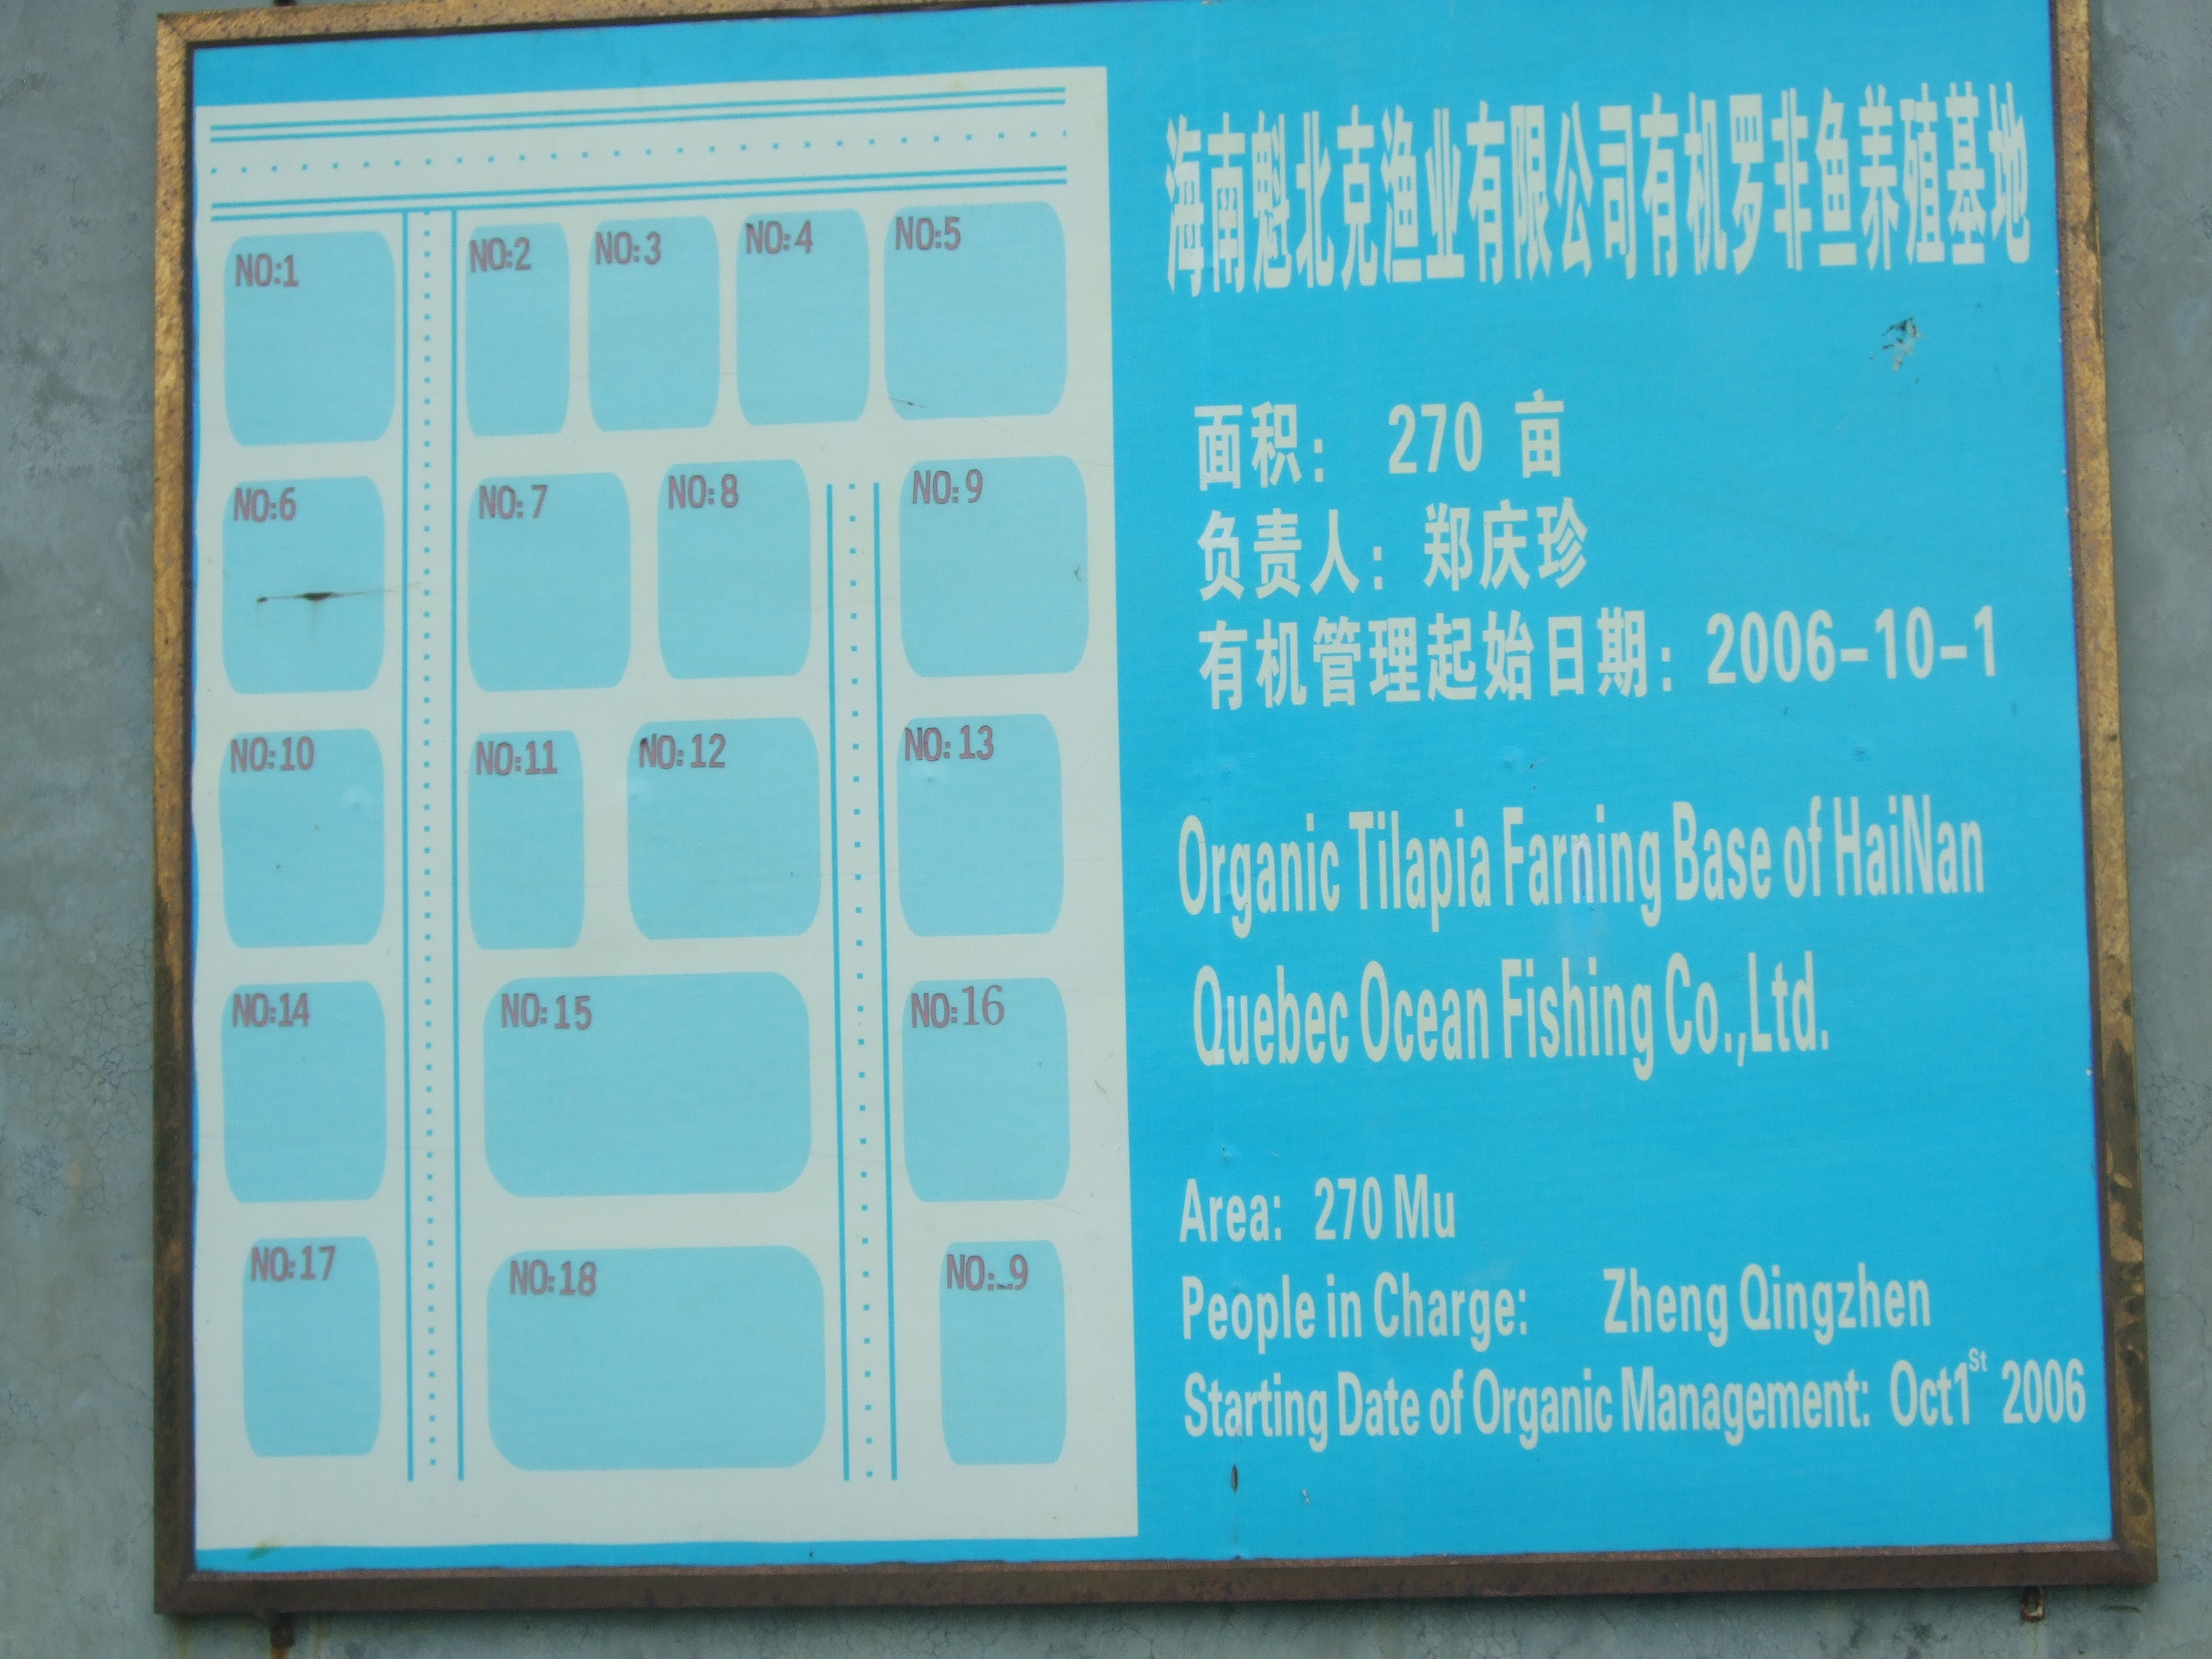 NO:1
NO:2
NO:3
NO:4
NO:5
NO:6
NO:7
NO:8
NO:9
NO:10
NO:11
NO:12
NO:13
NO:14
NO:15
NO:16
NO:17
NO:18
NO:_9
海南魁北克渔业有限公司有机罗非鱼养殖基地
面积： 270 亩
负责人：郑庆珍
有机管理起始日期：2006-10-1
Organic Tilapia Farning Base of HaiNan
Quebec Ocean Fishing Co.,Ltd.
Area: 270 Mu
People in Charge: Zheng Qingzhen
Starting Date of Organic Management: Oct1St 2006